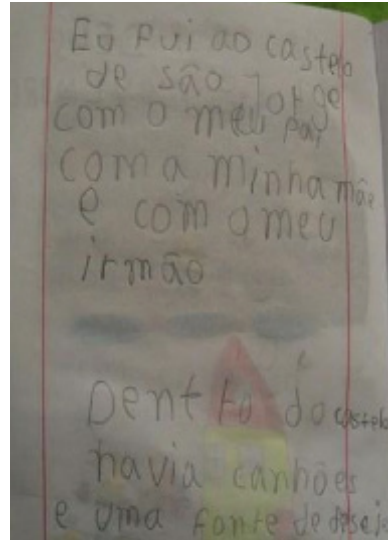 Eu fui ao castelo
de são Jorge
com o meu pai
com a minha mãe
e com o meu
irmão
Dentro do castelo
havia canhões
e uma fonte de desej